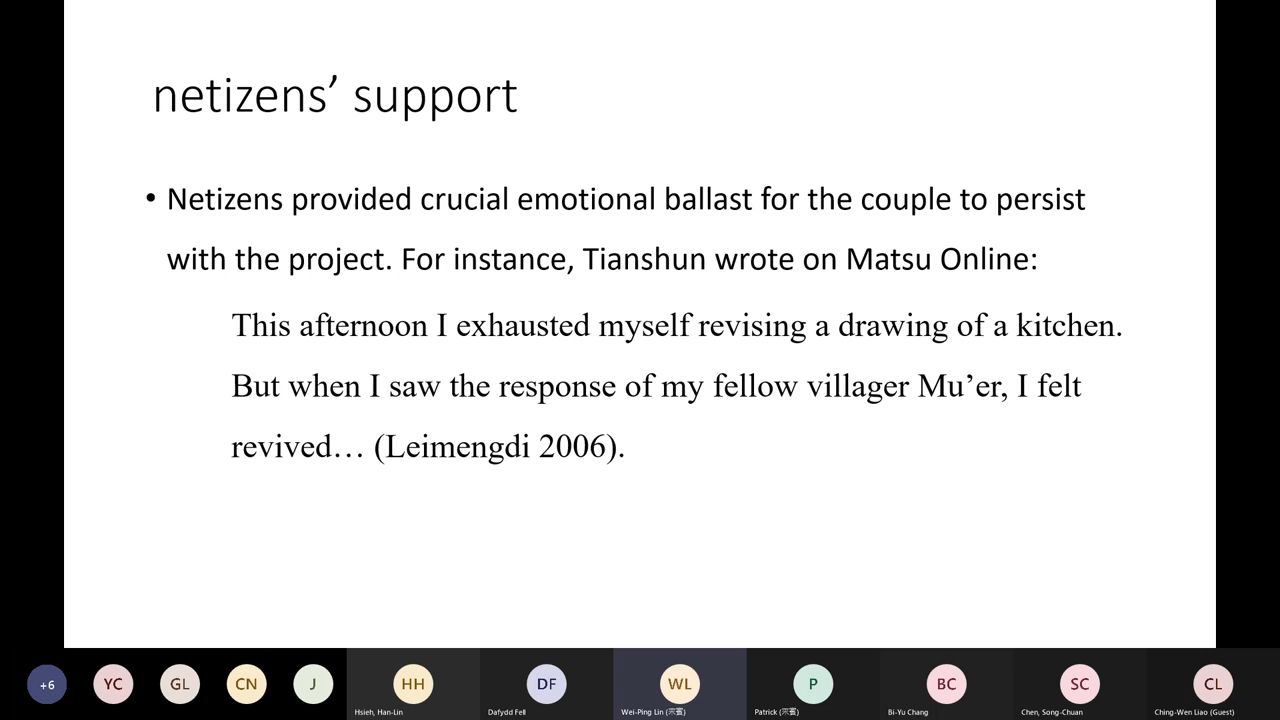 netizens’ support
• Netizens provided crucial emotional ballast for the couple to persist
with the project. For instance, Tianshun wrote on Matsu Online:
This afternoon I exhausted myself revising a drawing of a kitchen.
But when I saw the response of my fellow villager Mu’er, I felt
revived… (Leimengdi 2006).
+6 YC GL CN J HH DF WL P BC SC CL
Hsieh, Han-Lin Dafydd Fell Wei-Ping Lin Patrick Bi-Yu Chang Chen, Song-Chuan Ching-Wen Liao (Guest)